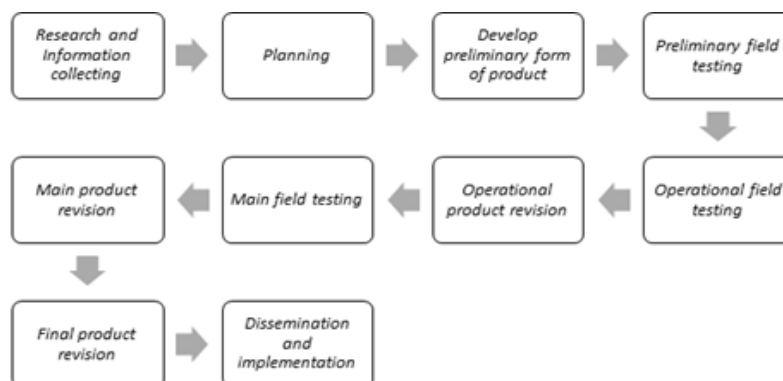 Research and
Information
collecting
Planning
Develop
preliminary form
of product
Preliminary field
testing
Main product
revision
Main field testing
Operational
product revision
Operational field
testing
Final product
revision
Dissemination
and
implementation